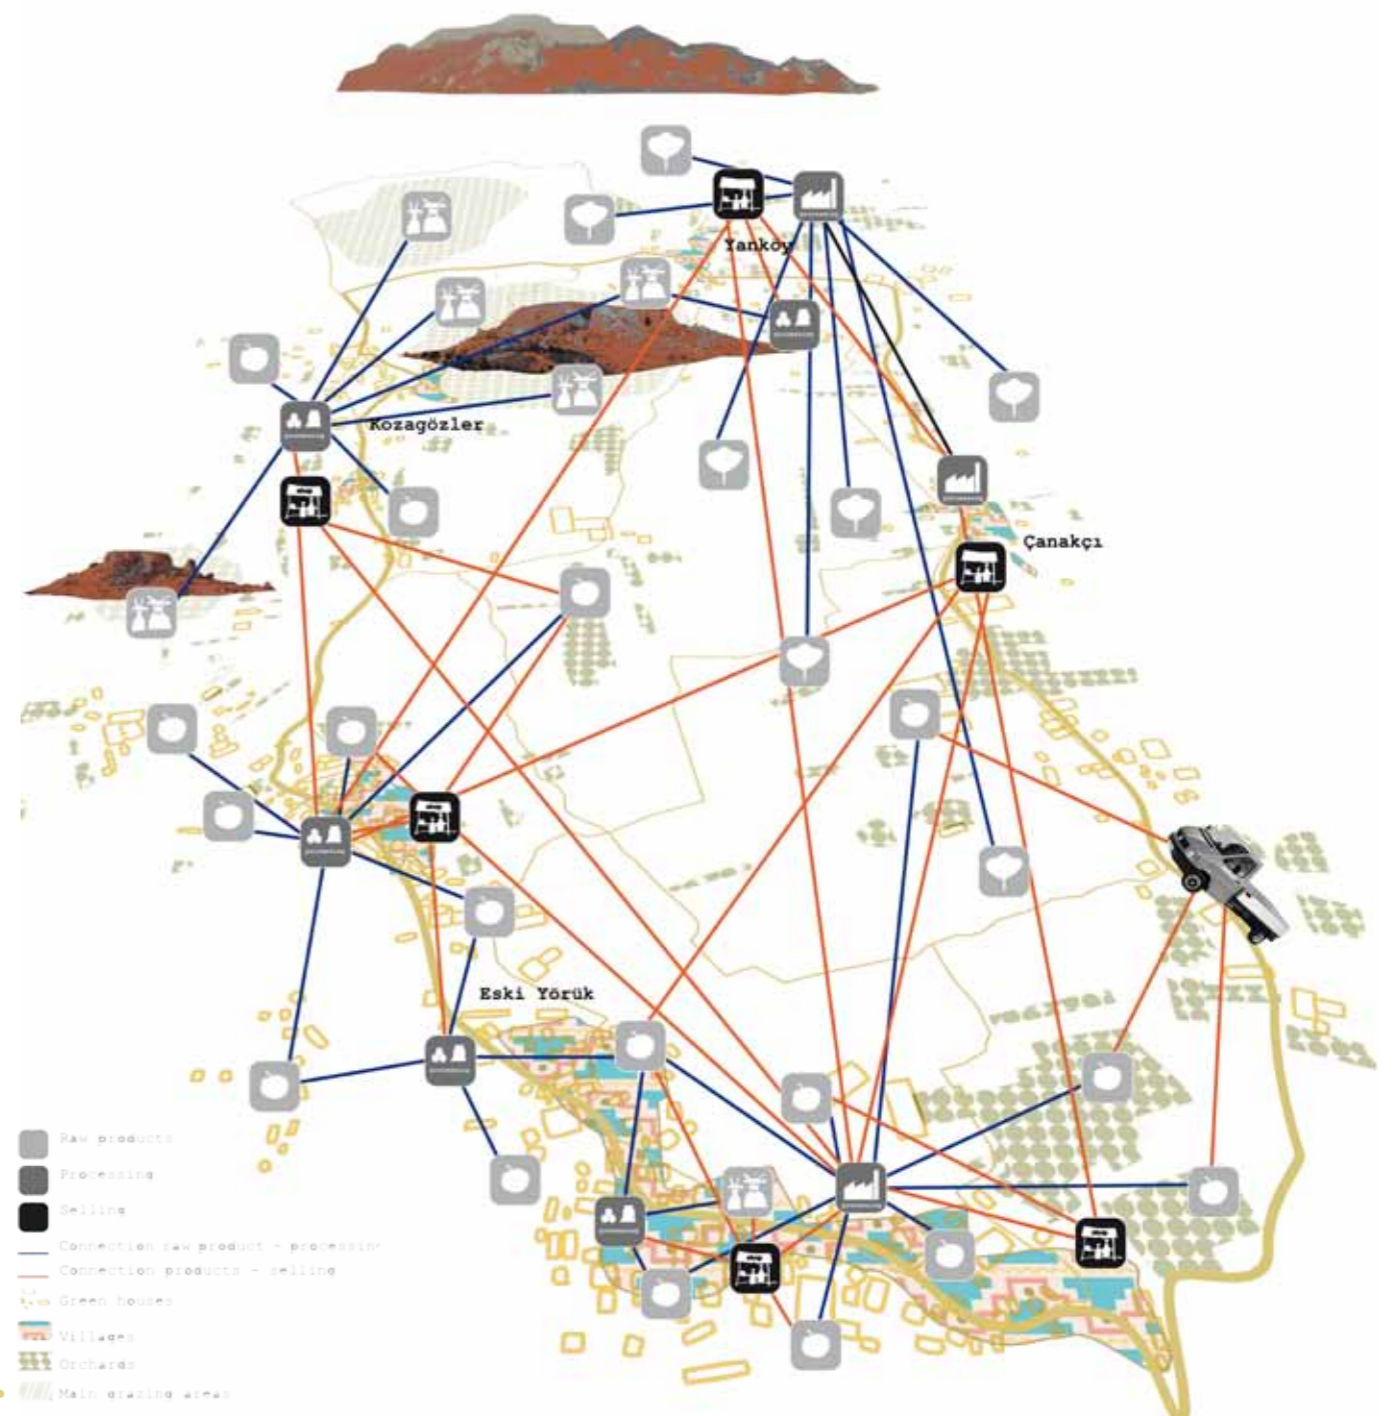 Yanköy
Kozagözler
Çanakçı
Eski Yörük
Raw products
Processing
Selling
Connection raw product - processin
Connection products - selling
Green houses
Villages
Orchards
Main grazing areas